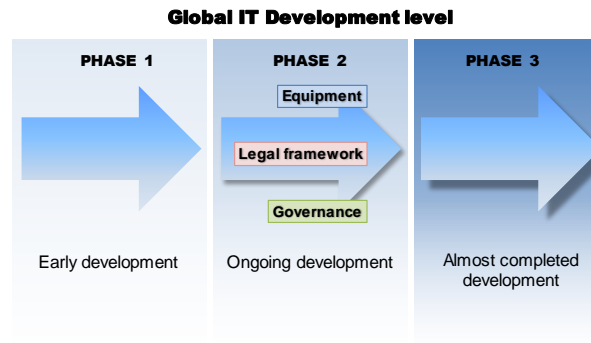 Global IT Development level
PHASE 1
PHASE 2
PHASE 3
Equipment
Legal framework
Governance
Early development
Ongoing development
Almost completed
development